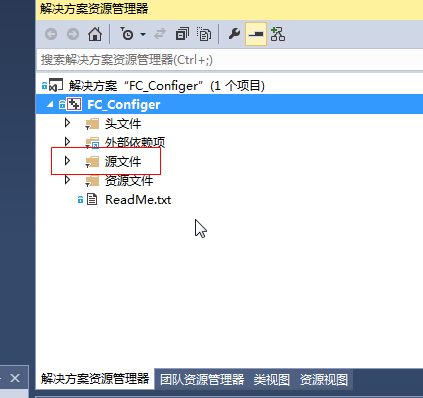 解决方案资源管理器
搜索解决方案资源管理器(Ctrl+;)
解决方案“FC_Configer”(1 个项目)
FC_Configer
头文件
外部依赖项
源文件
资源文件
ReadMe.txt
解决方案资源管理器 团队资源管理器 类视图 资源视图